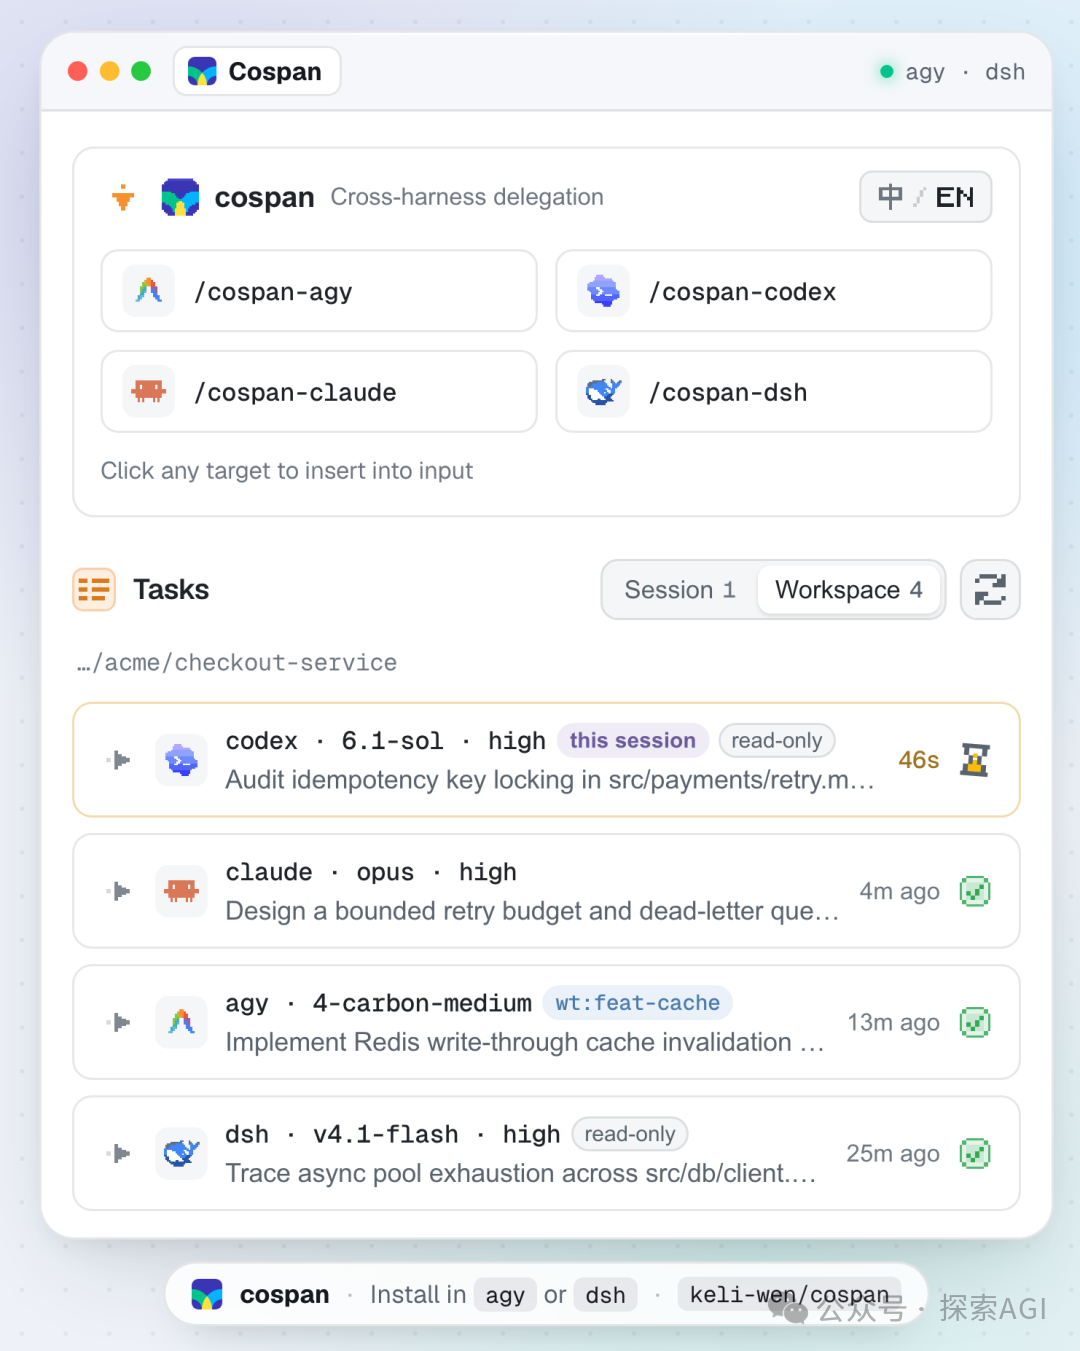 Cospan
agy · dsh
cospan Cross-harness delegation
中 / EN
/cospan-agy
/cospan-codex
/cospan-claude
/cospan-dsh
Click any target to insert into input
Tasks
Session 1
Workspace 4
…/acme/checkout-service
codex · 6.1-sol · high this session read-only
Audit idempotency key locking in src/payments/retry.m…
46s
claude · opus · high
Design a bounded retry budget and dead-letter que…
4m ago
agy · 4-carbon-medium wt:feat-cache
Implement Redis write-through cache invalidation …
13m ago
dsh · v4.1-flash · high read-only
Trace async pool exhaustion across src/db/client.…
25m ago
cospan · Install in agy or dsh · keli-wen/cospan
公众号 · 探索AGI